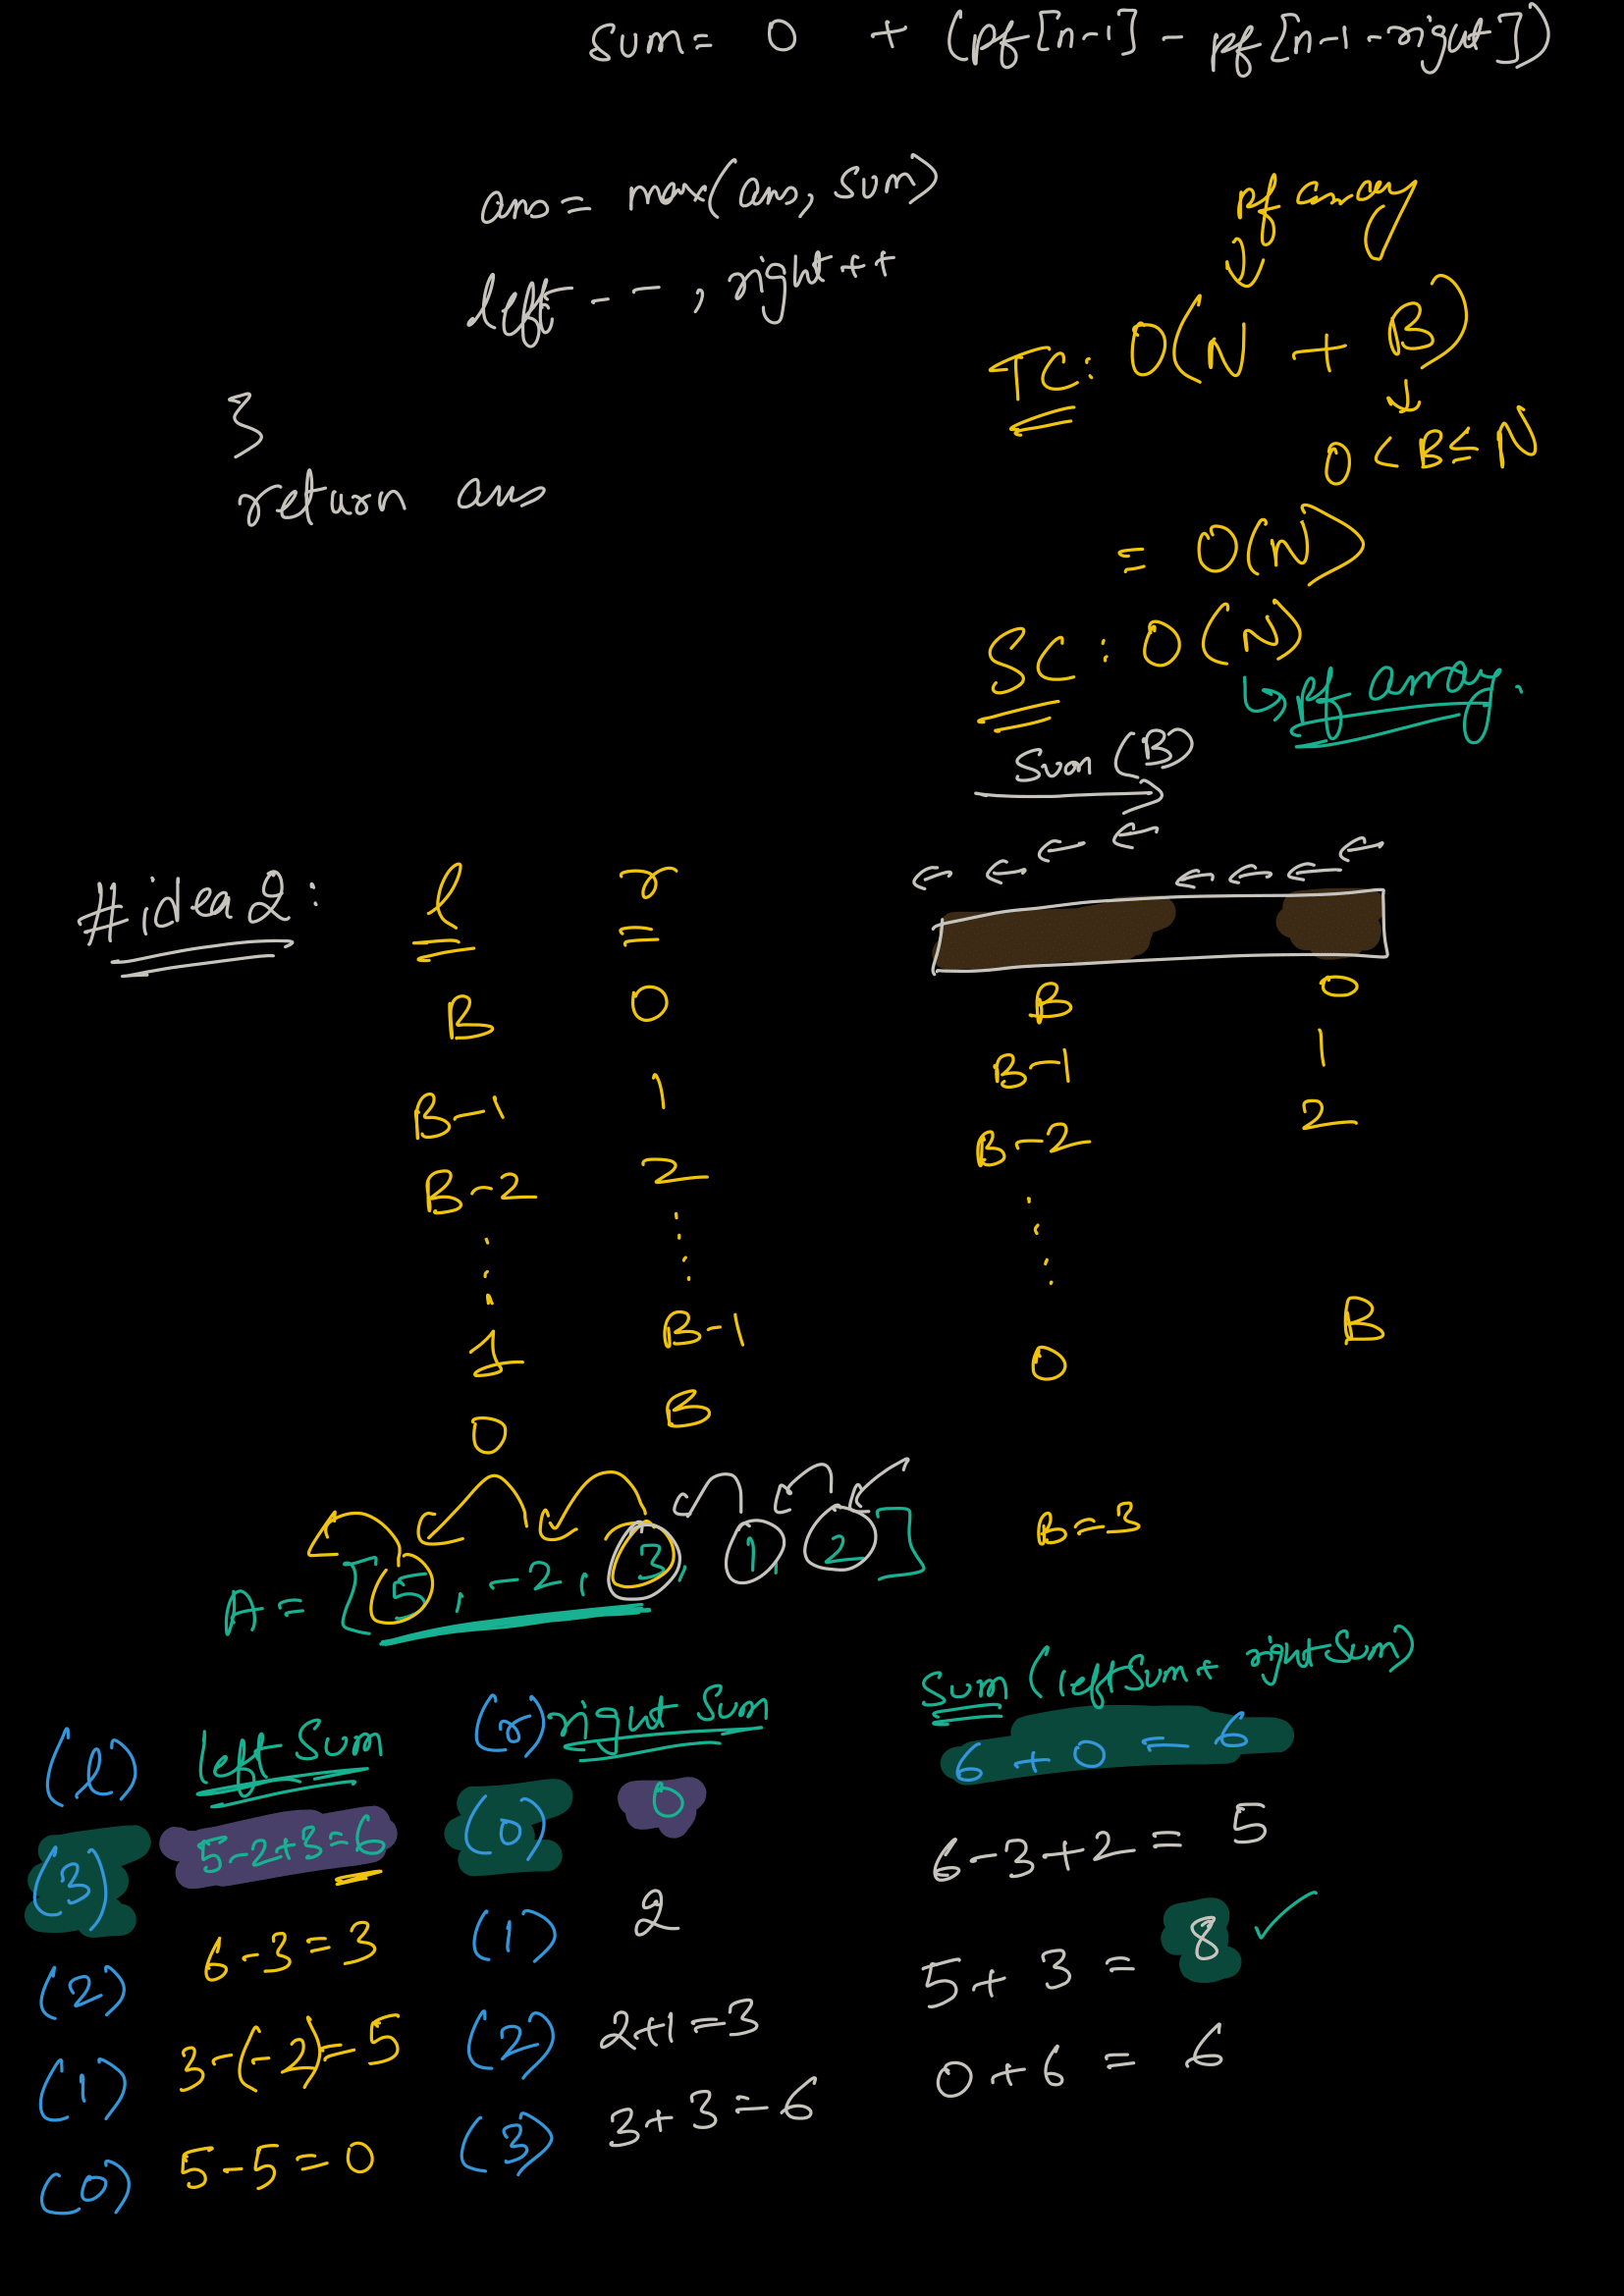 sum = 0 + (pf[n-1] - pf[n-1-right])
ans = max(ans, sum)
left--, right++
}
return ans
pf array
↓
TC: O(N + B)
↓
0 < B ≤ N
= O(N)
SC: O(N)
↳ pf array.
Sum (B)
#idea 2: l r
B 0
B-1 1
B-2 2
1 B-1
0 B
B 0
B-1 1
B-2 2
0 B
A = [5, -2, 3, 1, 2]
B=3
(l) left Sum (r) right Sum Sum (leftSum + rightSum)
(3) 5-2+3=6 (0) 0 6 + 0 = 6
(2) 6-3=3 (1) 2 6-3+2 = 5
(1) 3-(-2)=5 (2) 2+1=3 5+3 = 8 ✓
(0) 5-5=0 (3) 3+3=6 0+6 = 6